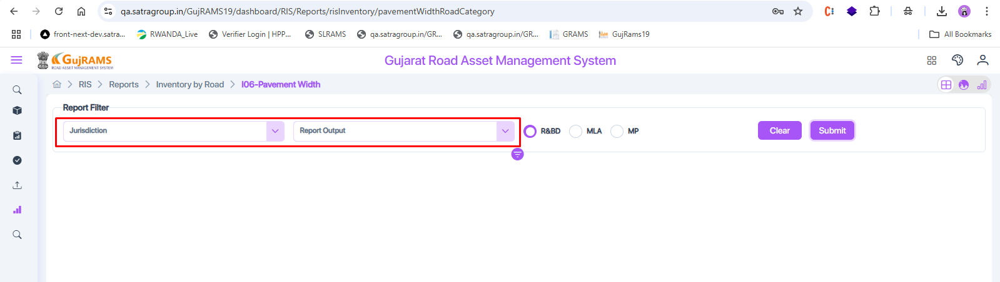 qa.satragroup.in/GujRAMS19/dashboard/RIS/Reports/risInventory/pavementWidthRoadCategory
front-next-dev.satra... RWANDA_Live Verifier Login | HPP... SLRAMS qa.satragroup.in/GR... qa.satragroup.in/GR... GRAMS GujRams19 All Bookmarks
GUJRAMS
ROAD ASSET MANAGEMENT SYSTEM
Gujarat Road Asset Management System
RIS > Reports > Inventory by Road > I06-Pavement Width
Report Filter
Jurisdiction Report Output R&BD MLA MP Clear Submit